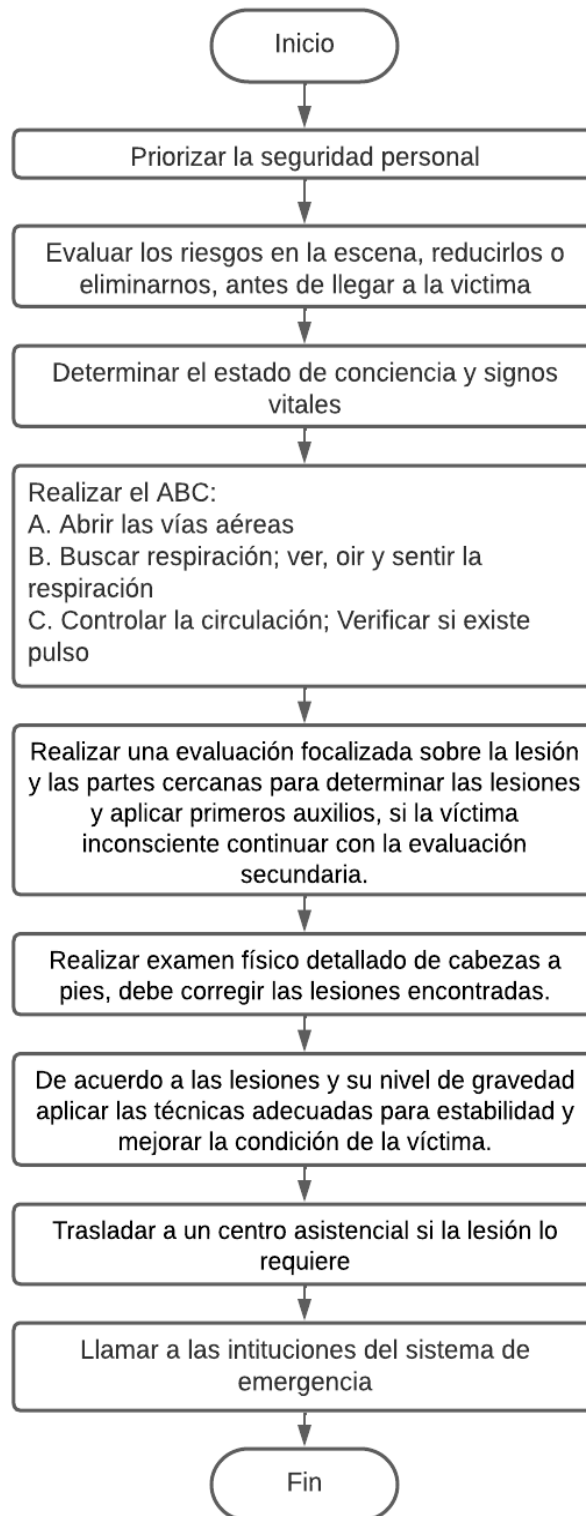 Inicio
Priorizar la seguridad personal
Evaluar los riesgos en la escena, reducirlos o
eliminarnos, antes de llegar a la victima
Determinar el estado de conciencia y signos
vitales
Realizar el ABC:
A. Abrir las vías aéreas
B. Buscar respiración; ver, oir y sentir la
respiración
C. Controlar la circulación; Verificar si existe
pulso
Realizar una evaluación focalizada sobre la lesión
y las partes cercanas para determinar las lesiones
y aplicar primeros auxilios, si la víctima
inconsciente continuar con la evaluación
secundaria.
Realizar examen físico detallado de cabezas a
pies, debe corregir las lesiones encontradas.
De acuerdo a las lesiones y su nivel de gravedad
aplicar las técnicas adecuadas para estabilidad y
mejorar la condición de la víctima.
Trasladar a un centro asistencial si la lesión lo
requiere
Llamar a las intituciones del sistema de
emergencia
Fin